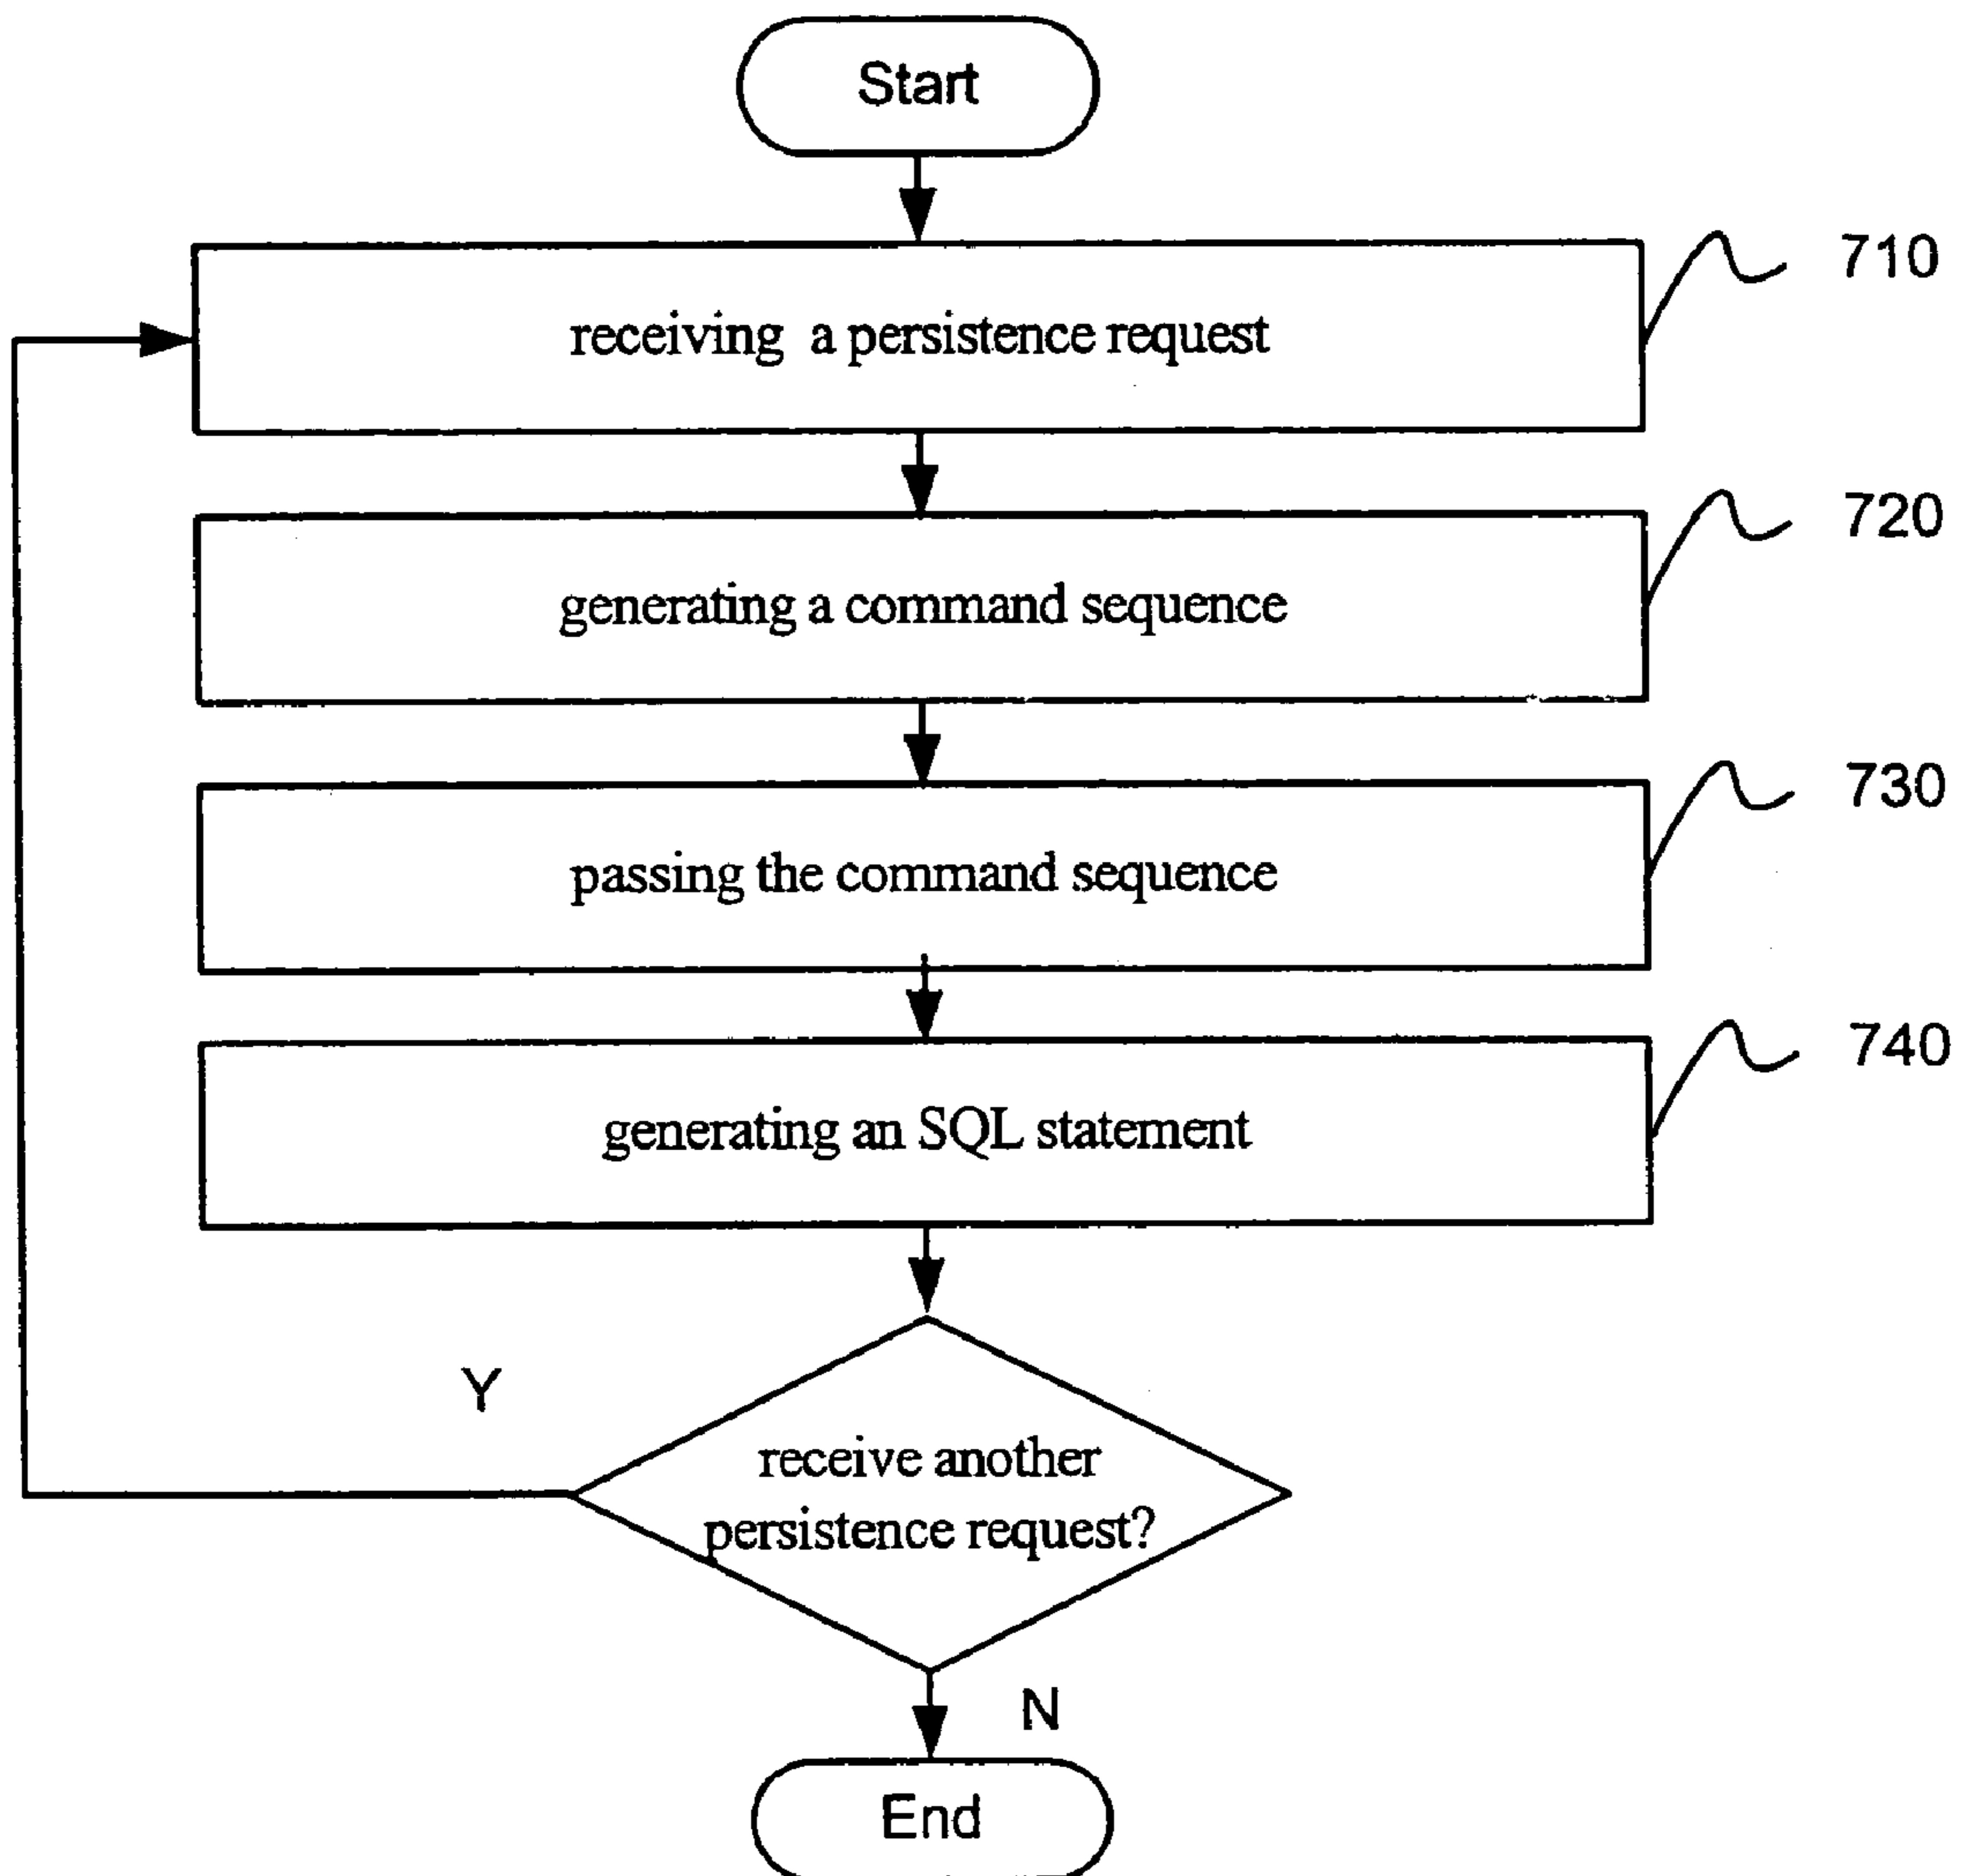 Start
710
receiving a persistence request
720
generating a command sequence
730
passing the command sequence
740
generating an SQL statement
Y
receive another
persistence request?
N
End